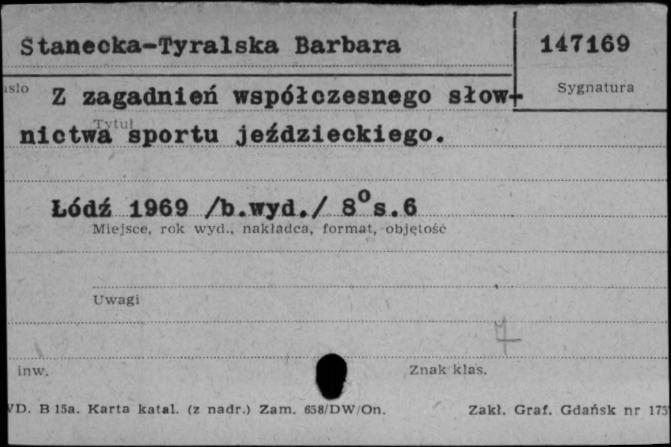 Stanecka-Tyralska Barbara 147169
Sygnatura
Z zagadnień współczesnego słow-
Tytuł
nictwa sportu jeździeckiego.
Łódź 1969 /b.wyd./ 8°s.6
Miejsce, rok wyd., nakładca, format, objętość
Uwagi
inw. Znak klas.
B 15a. Karta katal. (z nadr.) Zam. 658/DW/On. Zakł. Graf. Gdańsk nr